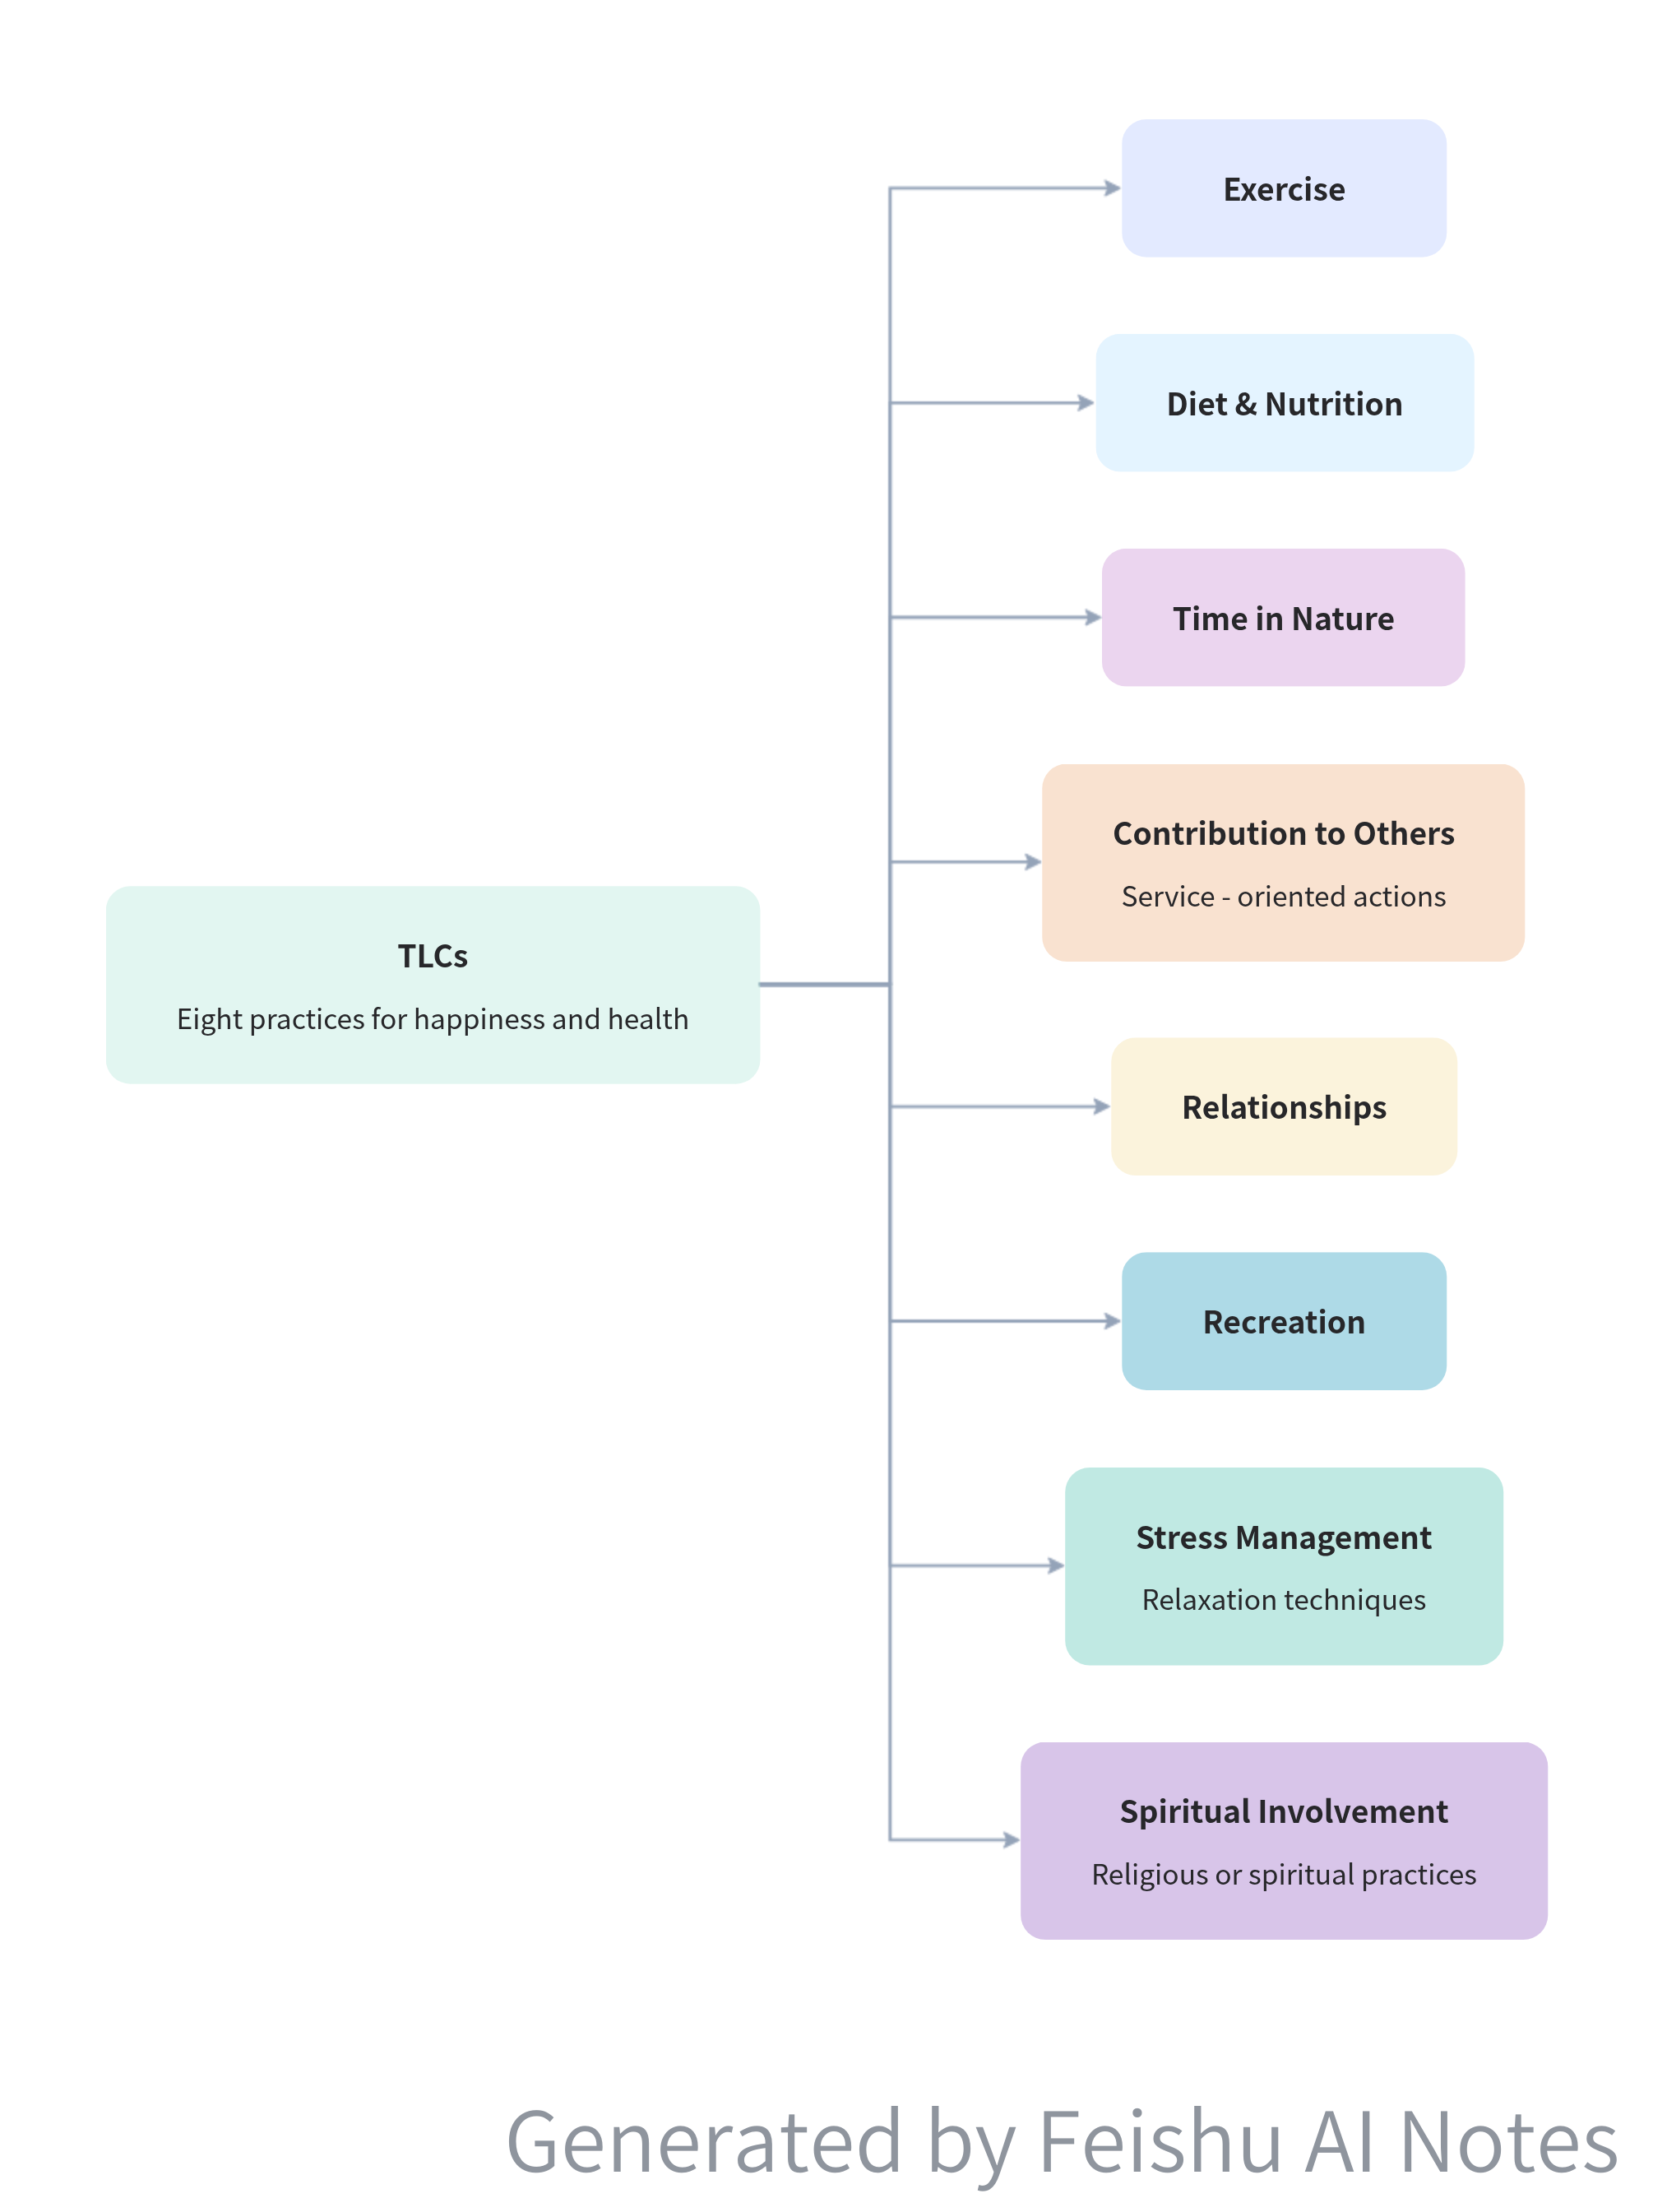 Exercise
Diet & Nutrition
Time in Nature
Contribution to Others
Service - oriented actions
TLCs
Eight practices for happiness and health
Relationships
Recreation
Stress Management
Relaxation techniques
Spiritual Involvement
Religious or spiritual practices
Generated by Feishu AI Notes